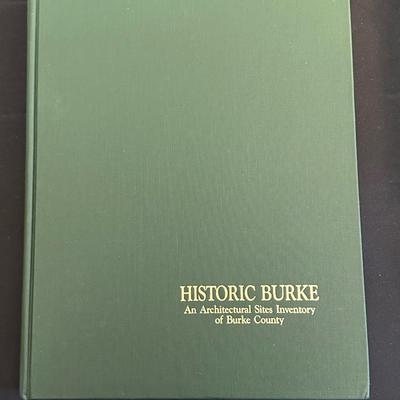 HISTORIC BURKE
An Architectural Sites Inventory
of Burke County